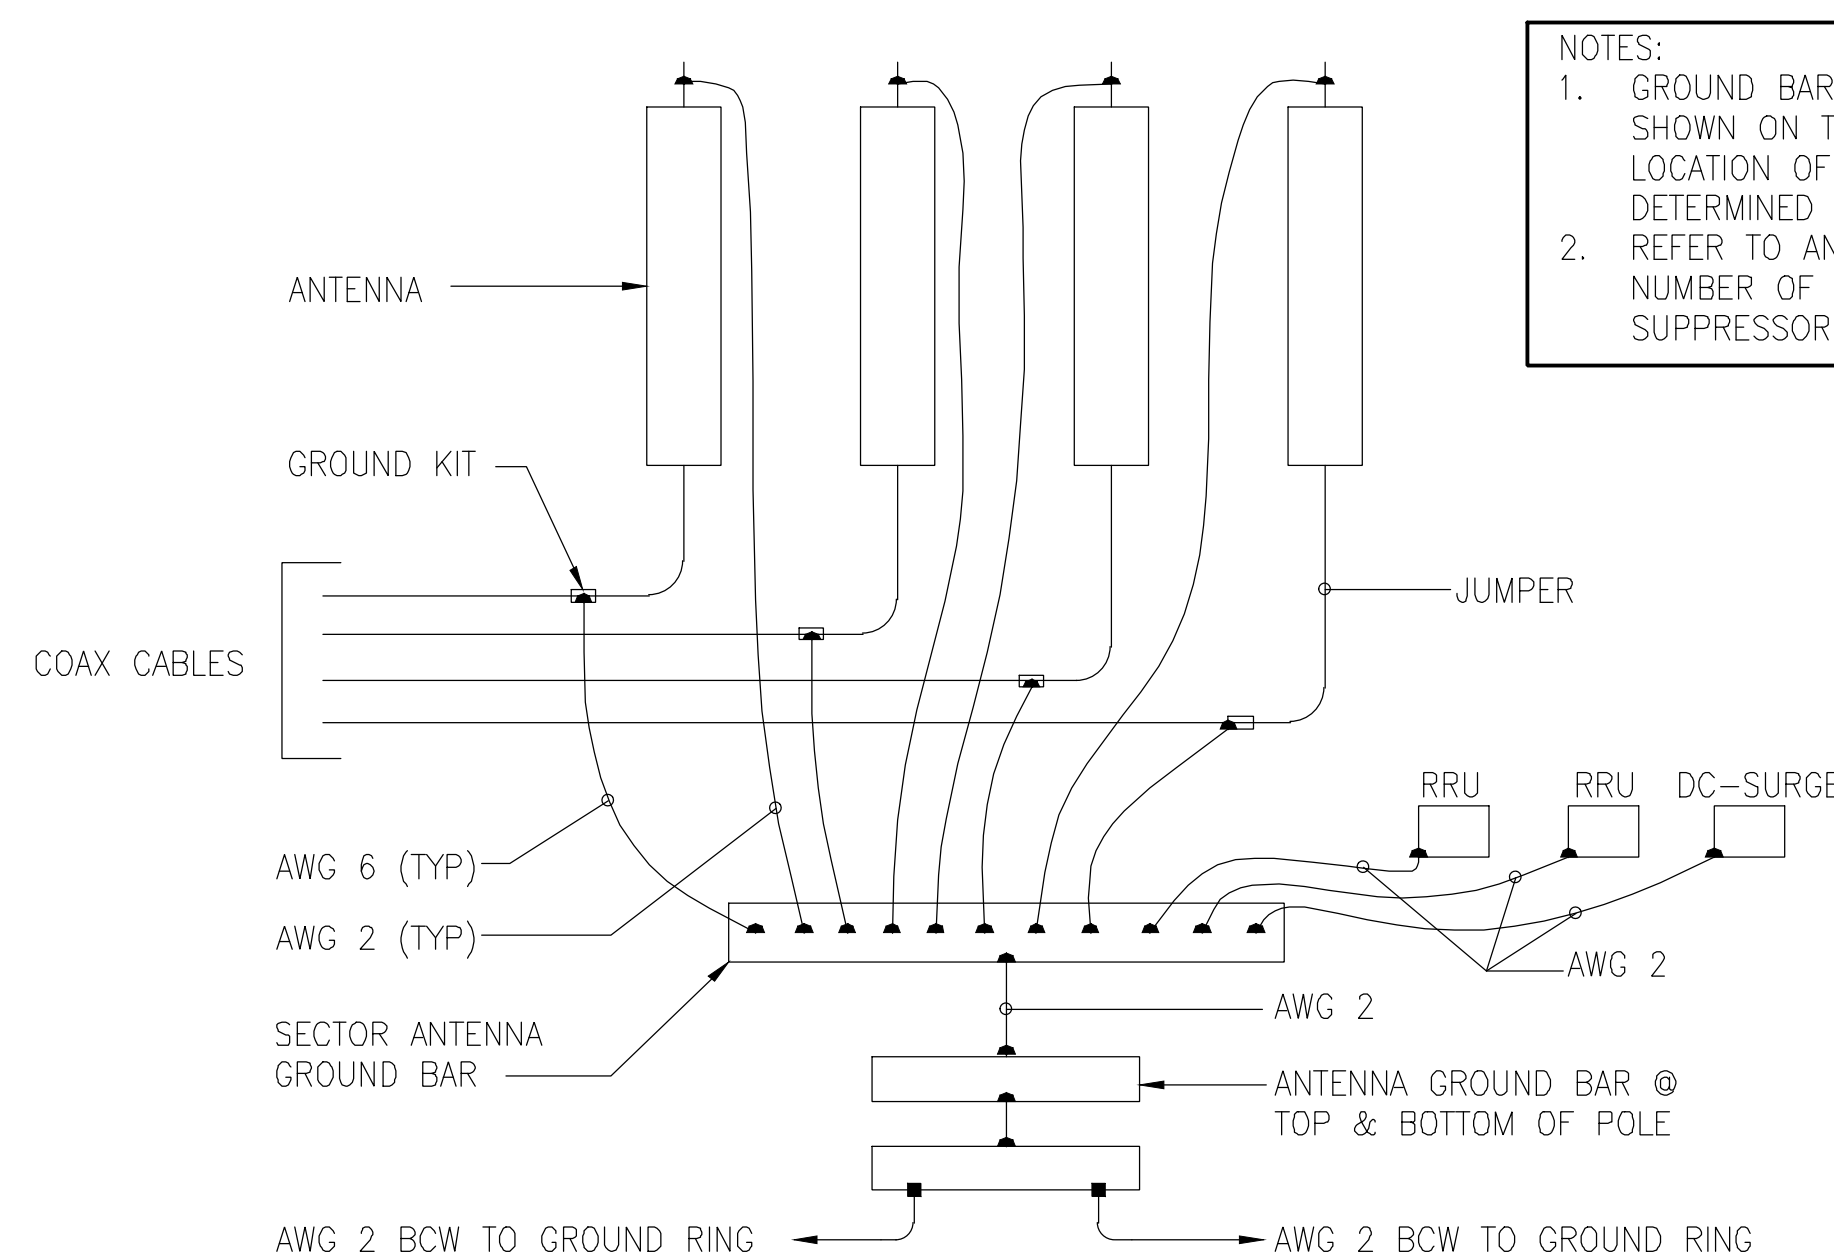 NOTES:
1. GROUND BAR
SHOWN ON
LOCATION OF
DETERMINED
2. REFER TO
NUMBER OF
SUPPRESSOR
ANTENNA
GROUND KIT
COAX CABLES
JUMPER
RRU
RRU
DC-SURGE
AWG 6 (TYP)
AWG 2 (TYP)
AWG 2
SECTOR ANTENNA
GROUND BAR
AWG 2
ANTENNA GROUND BAR @
TOP & BOTTOM OF POLE
AWG 2 BCW TO GROUND RING
AWG 2 BCW TO GROUND RING